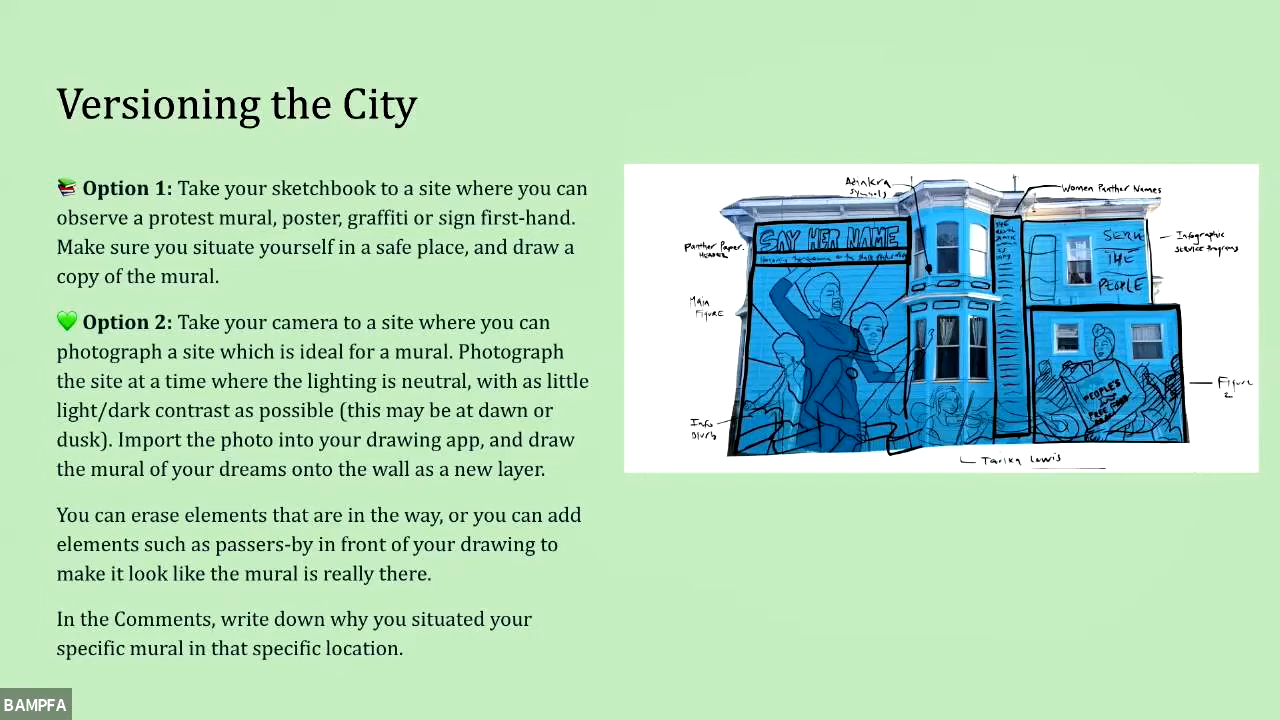 Versioning the City
Option 1: Take your sketchbook to a site where you can
observe a protest mural, poster, graffiti or sign first-hand.
Make sure you situate yourself in a safe place, and draw a
copy of the mural.
Option 2: Take your camera to a site where you can
photograph a site which is ideal for a mural. Photograph
the site at a time where the lighting is neutral, with as little
light/dark contrast as possible (this may be at dawn or
dusk). Import the photo into your drawing app, and draw
the mural of your dreams onto the wall as a new layer.
You can erase elements that are in the way, or you can add
elements such as passers-by in front of your drawing to
make it look like the mural is really there.
In the Comments, write down why you situated your
specific mural in that specific location.
Adinkra
Symbols
Women Panther Names
Panther Paper
HEADER
SAY HER NAME
SERVE
THE
PEOPLE
Infographic
Service Programs
Main
Figure
PEOPLE'S
FREE FOOD
Figure
2
Info
Blurb
Tarika Lewis
BAMPFA